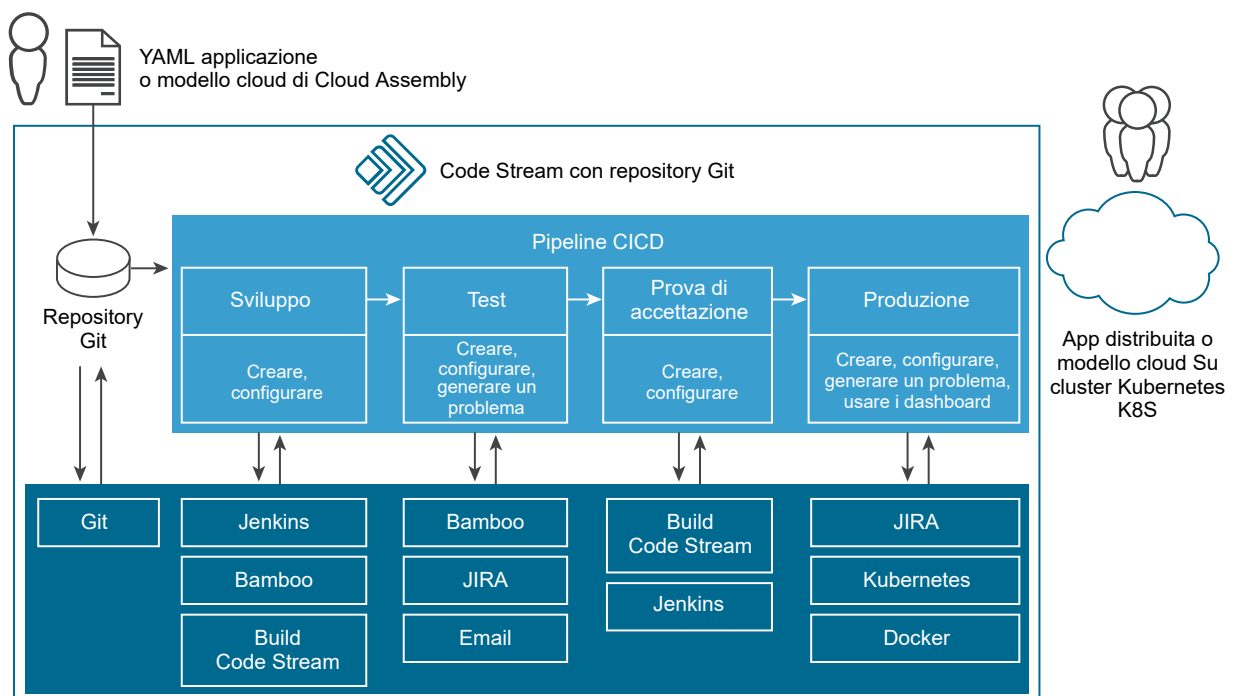 YAML applicazione
o modello cloud di Cloud Assembly
Code Stream con repository Git
Pipeline CICD
Repository
Git
Sviluppo
Creare,
configurare
Test
Creare,
configurare,
generare un
problema
Prova di
accettazione
Creare,
configurare
Produzione
Creare, configurare,
generare un problema,
usare i dashboard
App distribuita o
modello cloud Su
cluster Kubernetes
K8S
Git
Jenkins
Bamboo
Build
Code Stream
Bamboo
JIRA
Email
Build
Code Stream
Jenkins
JIRA
Kubernetes
Docker